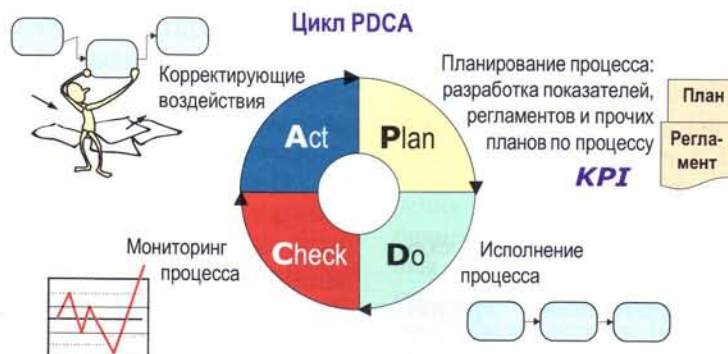 Цикл PDCA
Корректирующие
воздействия
Планирование процесса:
разработка показателей,
регламентов и прочих
планов по процессу
KPI
План
Регла-
мент
Act
Plan
Check
Do
Мониторинг
процесса
Исполнение
процесса